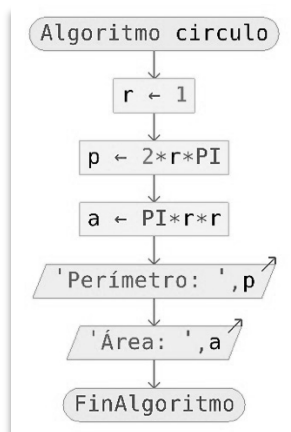 Algoritmo circulo
r ← 1
p ← 2*r*PI
a ← PI*r*r
'Perímetro: ',p
'Área: ',a
FinAlgoritmo